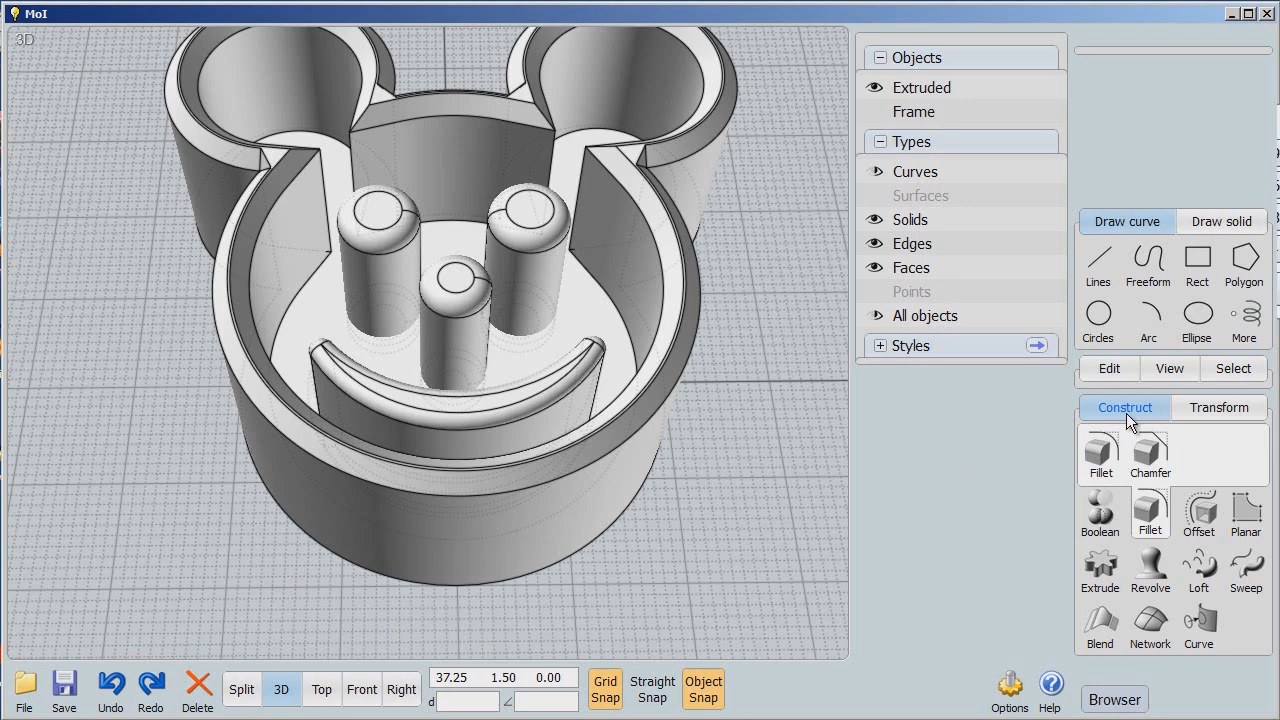 MoI
3D
Objects
Extruded
Frame
Types
Curves
Surfaces
Solids
Edges
Faces
Points
All objects
Styles
Draw curve Draw solid
Lines Freeform Rect Polygon
Circles Arc Ellipse More
Edit View Select
Construct Transform
Fillet Chamfer
Boolean Fillet Offset Planar
Extrude Revolve Loft Sweep
Blend Network Curve
File Save Undo Redo Delete
Split 3D Top Front Right
37.25 1.50 0.00
d
Grid Snap
Straight Snap
Object Snap
Options Help
Browser